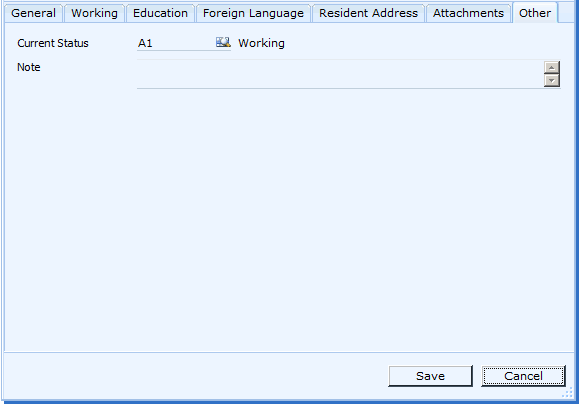 General Working Education Foreign Language Resident Address Attachments Other
Current Status A1 Working
Note
Save Cancel